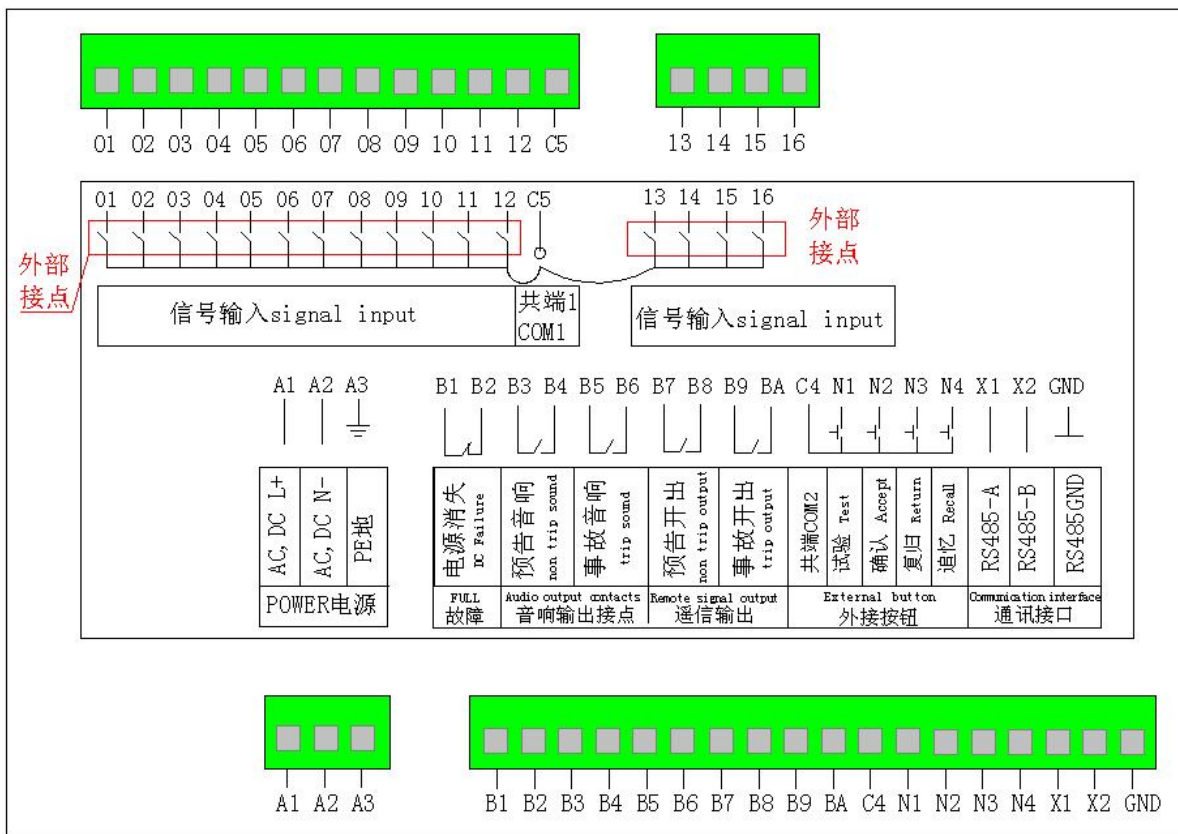 01 02 03 04 05 06 07 08 09 10 11 12 C5
13 14 15 16
01 02 03 04 05 06 07 08 09 10 11 12 C5
13 14 15 16
外部
接点
外部
接点
信号输入signal input
共端1
COM1
信号输入signal input
A1 A2 A3
B1 B2 B3 B4 B5 B6 B7 B8 B9 BA C4 N1 N2 N3 N4 X1 X2 GND
AC,DC L+
AC,DC N-
PE地
POWER电源
电源消失
DC Failure
预告音响
non trip sound
事故音响
trip sound
预告开出
non trip output
事故开出
trip output
共端COM2
试验 Test
确认 Accept
复归 Return
追忆 Recall
RS485-A
RS485-B
RS485GND
FULL
故障
Audio output contacts
音响输出接点
Remote signal output
遥信输出
External button
外接按钮
Communication interface
通讯接口
A1 A2 A3
B1 B2 B3 B4 B5 B6 B7 B8 B9 BA C4 N1 N2 N3 N4 X1 X2 GND